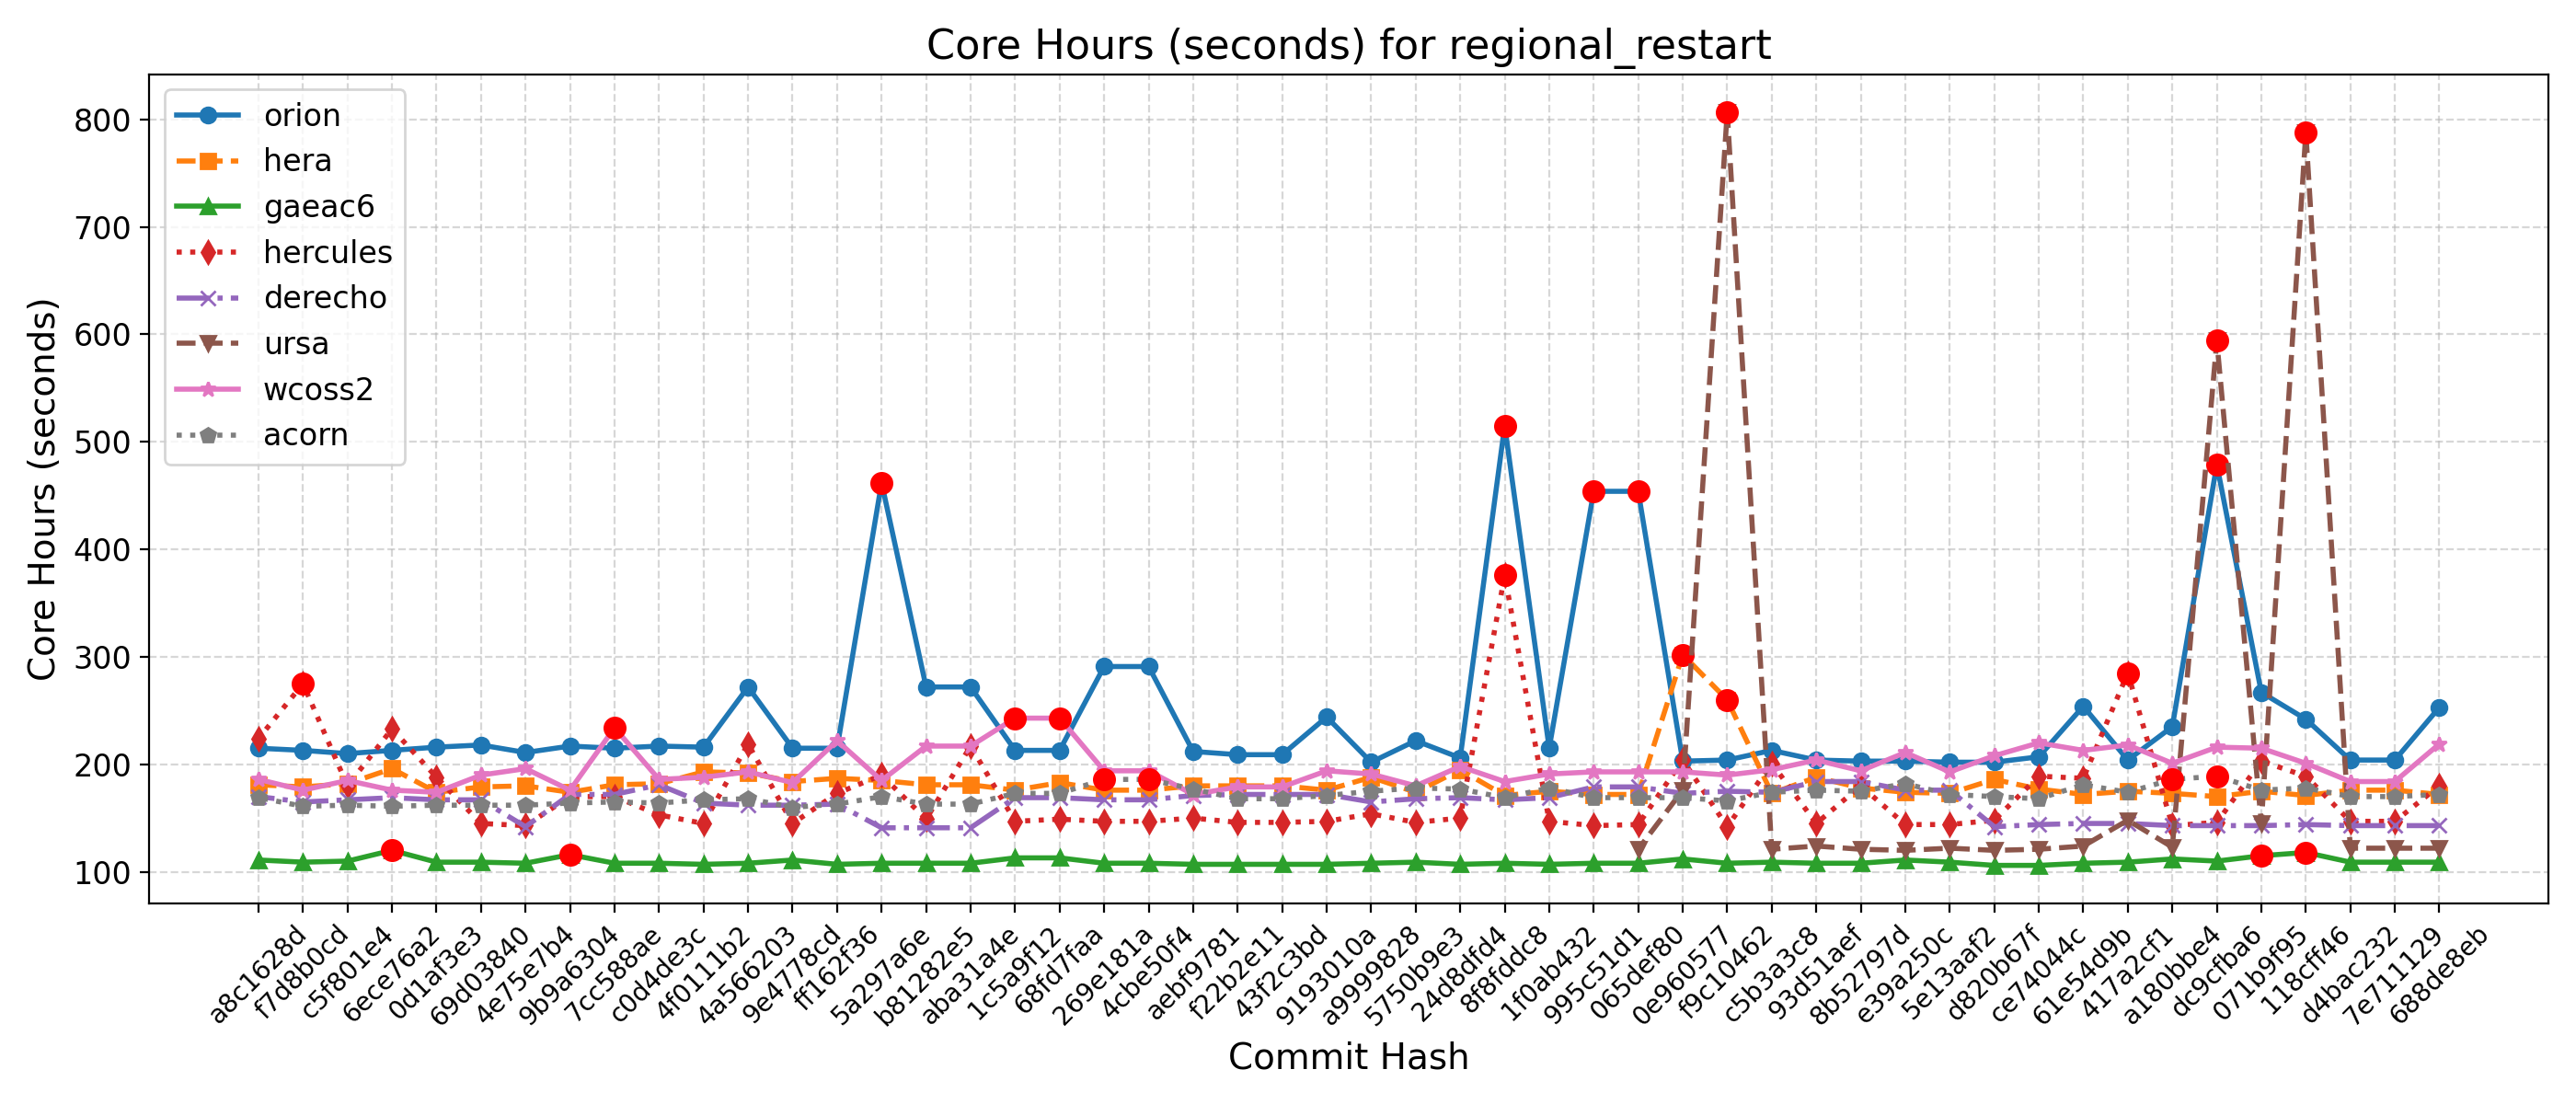 Core Hours (seconds) for regional_restart
Core Hours (seconds)
800
700
600
500
400
300
200
100
orion
hera
gaeac6
hercules
derecho
ursa
wcoss2
acorn
a8c1628d
f7d8b0cd
c5f801e4
6ece76a2
0d1af3e3
69d03840
4e75e7b4
9b9a6304
7cc588ae
c0d4de3c
4f0111b2
4a566203
9e4778cd
ff162f36
5a297a6e
b81282e5
aba31a4e
1c5a9f12
68fd7faa
269e181a
4cbe50f4
aebf9781
f22b2e11
43f2c3bd
9193010a
a9999828
5750b9e3
24d8dfd4
8f8fddc8
1f0ab432
995c51d1
065def80
0e960577
f9c10462
c5b3a3c8
93d51aef
8b52797d
e39a250c
5e13aaf2
d820b67f
ce74044c
61e54d9b
417a2cf1
a180bbe4
dc9cfba6
071b9f95
118cff46
d4bac232
7e711129
688de8eb
Commit Hash